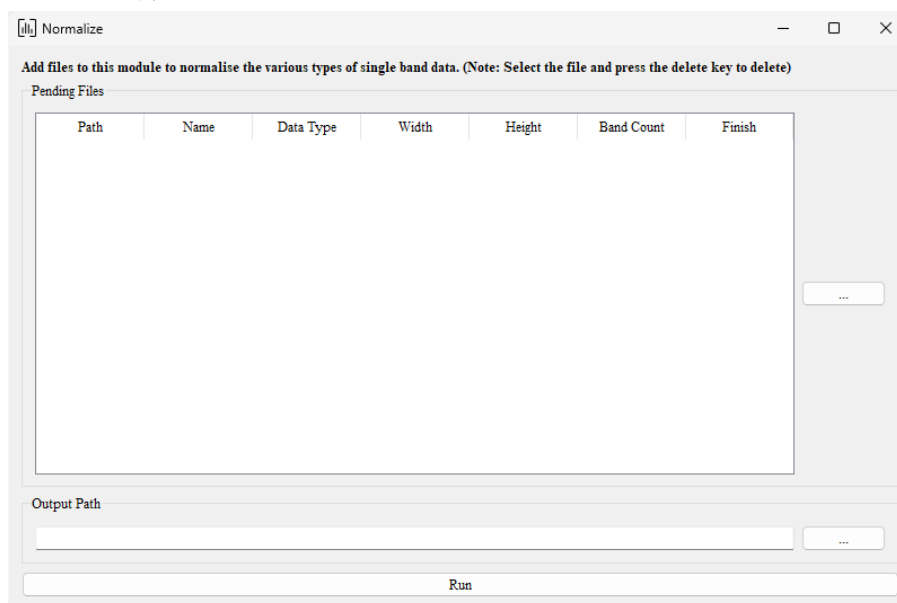 Normalize
Add files to this module to normalise the various types of single band data. (Note: Select the file and press the delete key to delete)
Pending Files
Path Name Data Type Width Height Band Count Finish
...
Output Path
...
Run